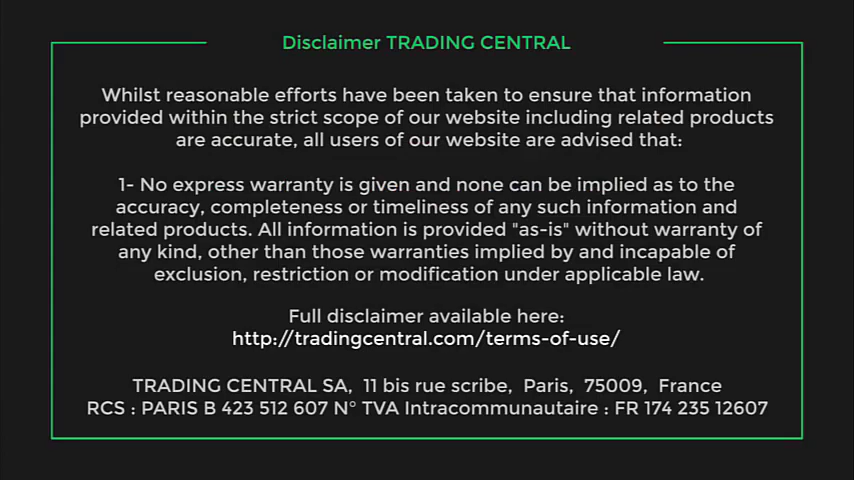 Disclaimer TRADING CENTRAL
Whilst reasonable efforts have been taken to ensure that information
provided within the strict scope of our website including related products
are accurate, all users of our website are advised that:
1- No express warranty is given and none can be implied as to the
accuracy, completeness or timeliness of any such information and
related products. All information is provided "as-is" without warranty of
any kind, other than those warranties implied by and incapable of
exclusion, restriction or modification under applicable law.
Full disclaimer available here:
http://tradingcentral.com/terms-of-use/
TRADING CENTRAL SA, 11 bis rue scribe, Paris, 75009, France
RCS : PARIS B 423 512 607 N° TVA Intracommunautaire : FR 174 235 12607